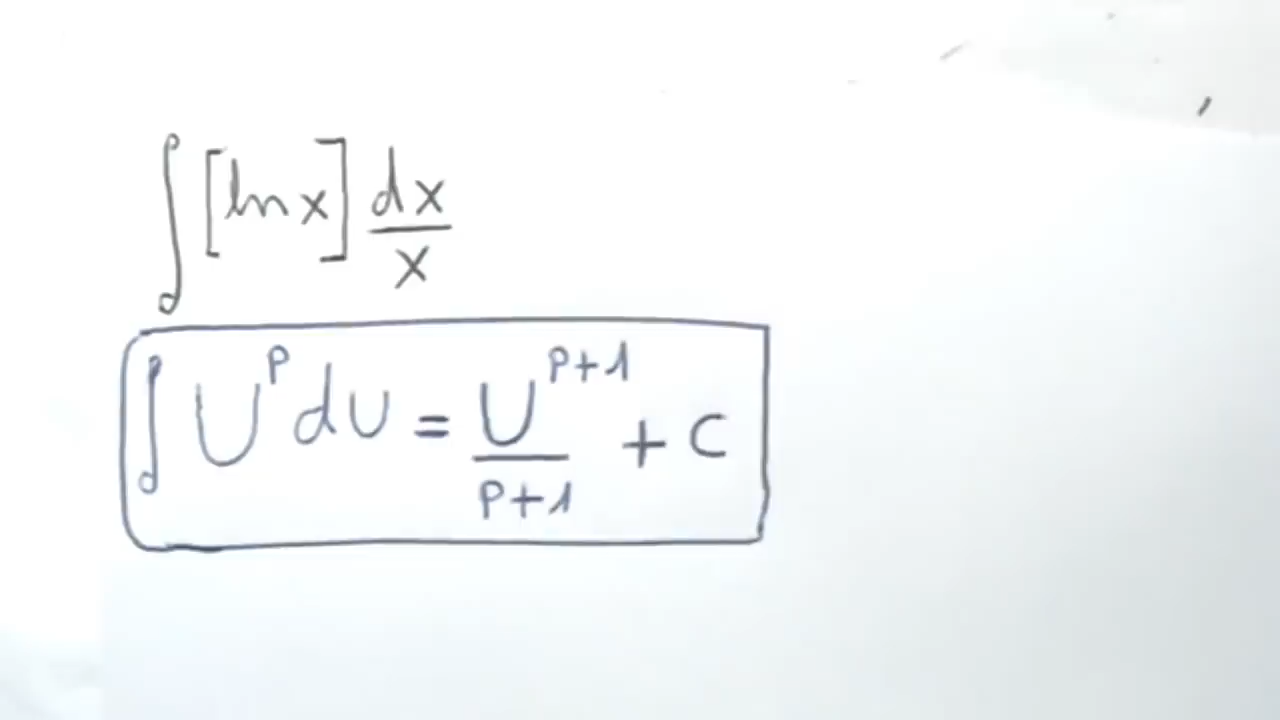 ∫ [ln x] dx/x
∫ U^p du = U^(p+1)/(p+1) + c